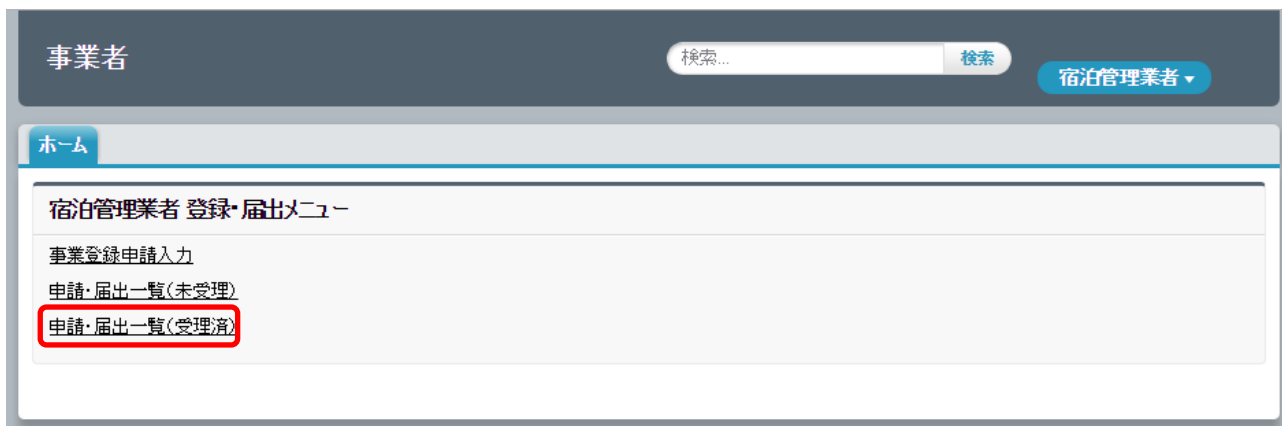 事業者
検索...
検索
宿泊管理業者▼
ホーム
宿泊管理業者 登録・届出メニュー
事業登録申請入力
申請・届出一覧(未受理)
申請・届出一覧(受理済)